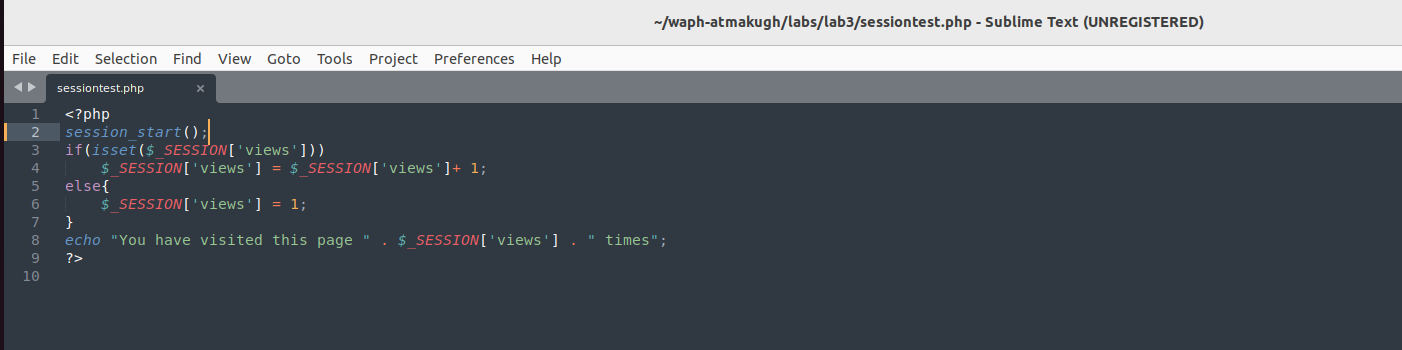 ~/waph-atmakugh/labs/lab3/sessiontest.php - Sublime Text (UNREGISTERED)
File Edit Selection Find View Goto Tools Project Preferences Help
sessiontest.php ×
1 <?php
2 session_start();
3 if(isset($_SESSION['views']))
4     $_SESSION['views'] = $_SESSION['views']+ 1;
5 else{
6     $_SESSION['views'] = 1;
7 }
8 echo "You have visited this page " . $_SESSION['views'] . " times";
9 ?>
10